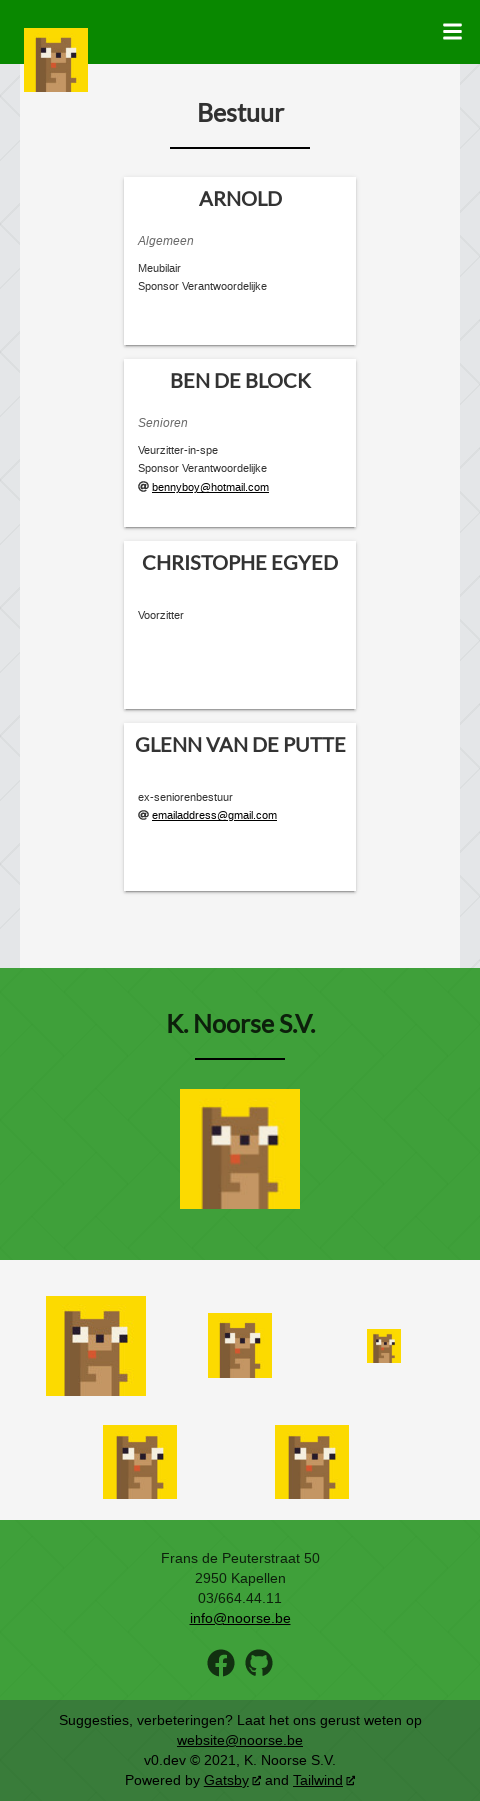 Bestuur
ARNOLD
Algemeen
Meubilair
Sponsor Verantwoordelijke
BEN DE BLOCK
Senioren
Veurzitter-in-spe
Sponsor Verantwoordelijke
@ bennyboy@hotmail.com
CHRISTOPHE EGYED
Voorzitter
GLENN VAN DE PUTTE
ex-seniorenbestuur
@ emailaddress@gmail.com
K. Noorse S.V.
Frans de Peuterstraat 50
2950 Kapellen
03/664.44.11
info@noorse.be
Suggesties, verbeteringen? Laat het ons gerust weten op
website@noorse.be
v0.dev © 2021, K. Noorse S.V.
Powered by Gatsby and Tailwind